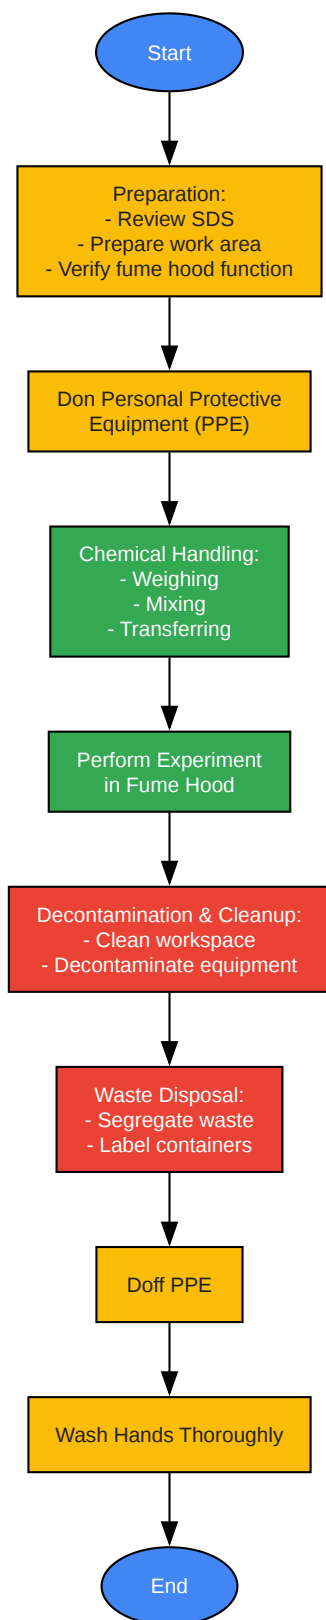 Start
Preparation:
- Review SDS
- Prepare work area
- Verify fume hood function
Don Personal Protective
Equipment (PPE)
Chemical Handling:
- Weighing
- Mixing
- Transferring
Perform Experiment
in Fume Hood
Decontamination & Cleanup:
- Clean workspace
- Decontaminate equipment
Waste Disposal:
- Segregate waste
- Label containers
Doff PPE
Wash Hands Thoroughly
End